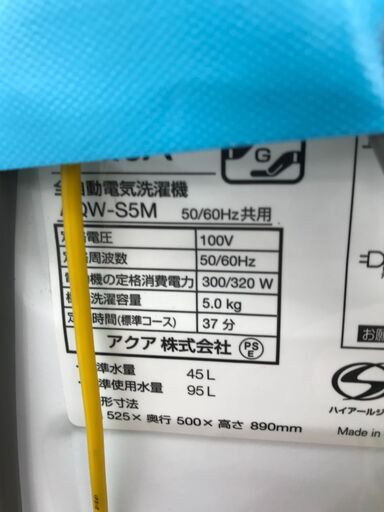 G
全自動電気洗濯機
QW-S5M 50/60Hz共用
電圧 100V
周波数 50/60Hz
機の定格消費電力 300/320 W
洗濯容量 5.0 kg
時間(標準コース) 37 分
アクア 株式会社 PSE
準水量 45 L
準使用水量 95 L
形寸法
525× 奥行 500× 高さ 890mm
お願
ハイアールジ
Made in